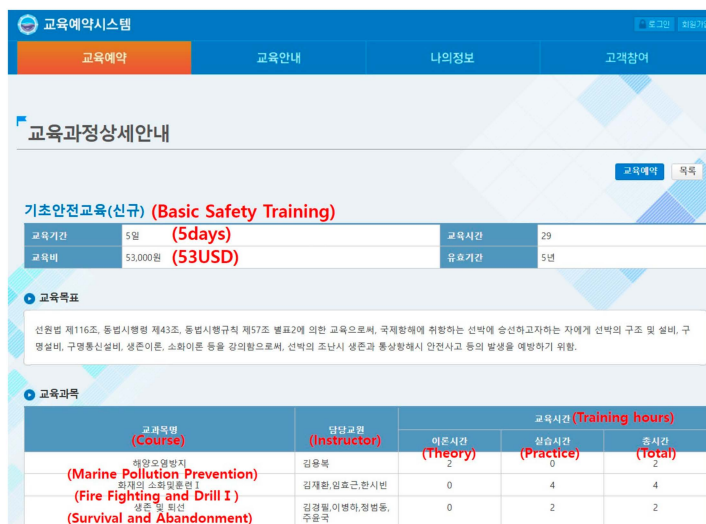 교육예약시스템
로그인
교육예약
교육안내
나의정보
고객참여
교육과정상세안내
교육예약
목록
기초안전교육(신규) (Basic Safety Training)
교육기간 5일 (5days) 교육시간 29
교육비 53,000원 (53USD) 유효기간 5년
교육목표
선원법 제116조, 동법시행령 제43조, 동법시행규칙 제57조 별표2에 의한 교육으로써, 국제항해에 취항하는 선박에 승선하고자하는 자에게 선박의 구조 및 설비, 구
명설비, 구명통신설비, 생존이론, 소화이론 등을 강의함으로써, 선박의 조난시 생존과 통상항해시 안전사고 등의 발생을 예방하기 위함.
교육과목
교과목명
(Course)
담당교원
(Instructor)
교육시간 (Training hours)
이론시간
(Theory)
실습시간
(Practice)
총시간
(Total)
해양오염방지 김용복 2 0 2
(Marine Pollution Prevention)
화재의 소화및훈련Ⅰ 김재환,임효근,한시빈 0 4 4
(Fire Fighting and DrillⅠ)
생존 및 퇴선 김경필,이병하,정범동, 0 2 2
주윤국
(Survival and Abandonment)